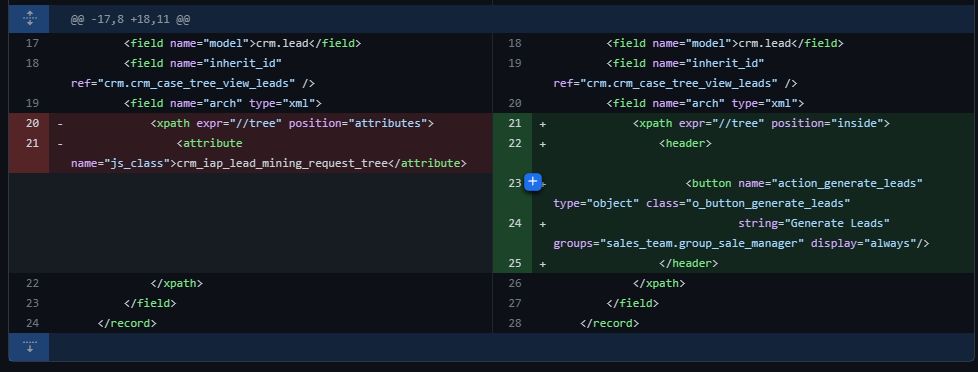 @@ -17,8 +18,11 @@
17 <field name="model">crm.lead</field>
18 <field name="inherit_id"
ref="crm.crm_case_tree_view_leads" />
19 <field name="arch" type="xml">
20 - <xpath expr="//tree" position="attributes">
21 - <attribute
name="js_class">crm_iap_lead_mining_request_tree</attribute>
22 </xpath>
23 </field>
24 </record>
18 <field name="model">crm.lead</field>
19 <field name="inherit_id"
ref="crm.crm_case_tree_view_leads" />
20 <field name="arch" type="xml">
21 + <xpath expr="//tree" position="inside">
22 + <header>
23 + <button name="action_generate_leads"
type="object" class="o_button_generate_leads"
24 + string="Generate Leads"
groups="sales_team.group_sale_manager" display="always"/>
25 + </header>
26 </xpath>
27 </field>
28 </record>